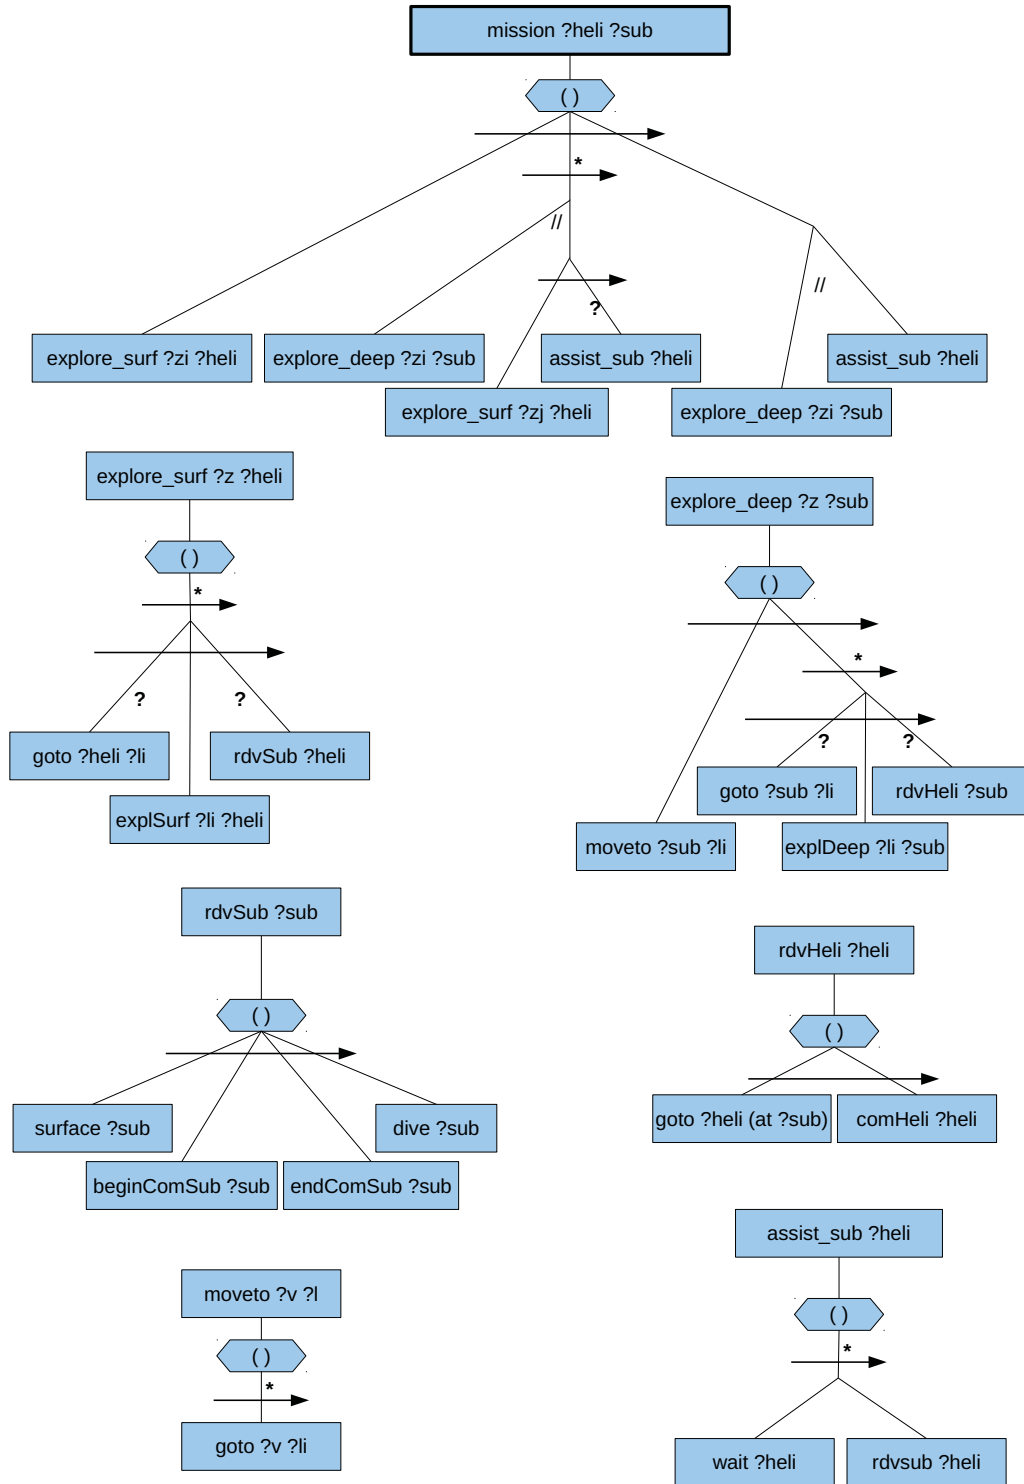 mission ?heli ?sub
( )
*
//
//
?
explore_surf ?zi ?heli
explore_deep ?zi ?sub
assist_sub ?heli
assist_sub ?heli
explore_surf ?zj ?heli
explore_deep ?zi ?sub
explore_surf ?z ?heli
( )
*
?
?
goto ?heli ?li
rdvSub ?heli
explSurf ?li ?heli
explore_deep ?z ?sub
( )
*
?
?
goto ?sub ?li
rdvHeli ?sub
moveto ?sub ?li
explDeep ?li ?sub
rdvSub ?sub
( )
surface ?sub
dive ?sub
beginComSub ?sub
endComSub ?sub
rdvHeli ?heli
( )
goto ?heli (at ?sub)
comHeli ?heli
moveto ?v ?l
( )
*
goto ?v ?li
assist_sub ?heli
( )
*
wait ?heli
rdvsub ?heli